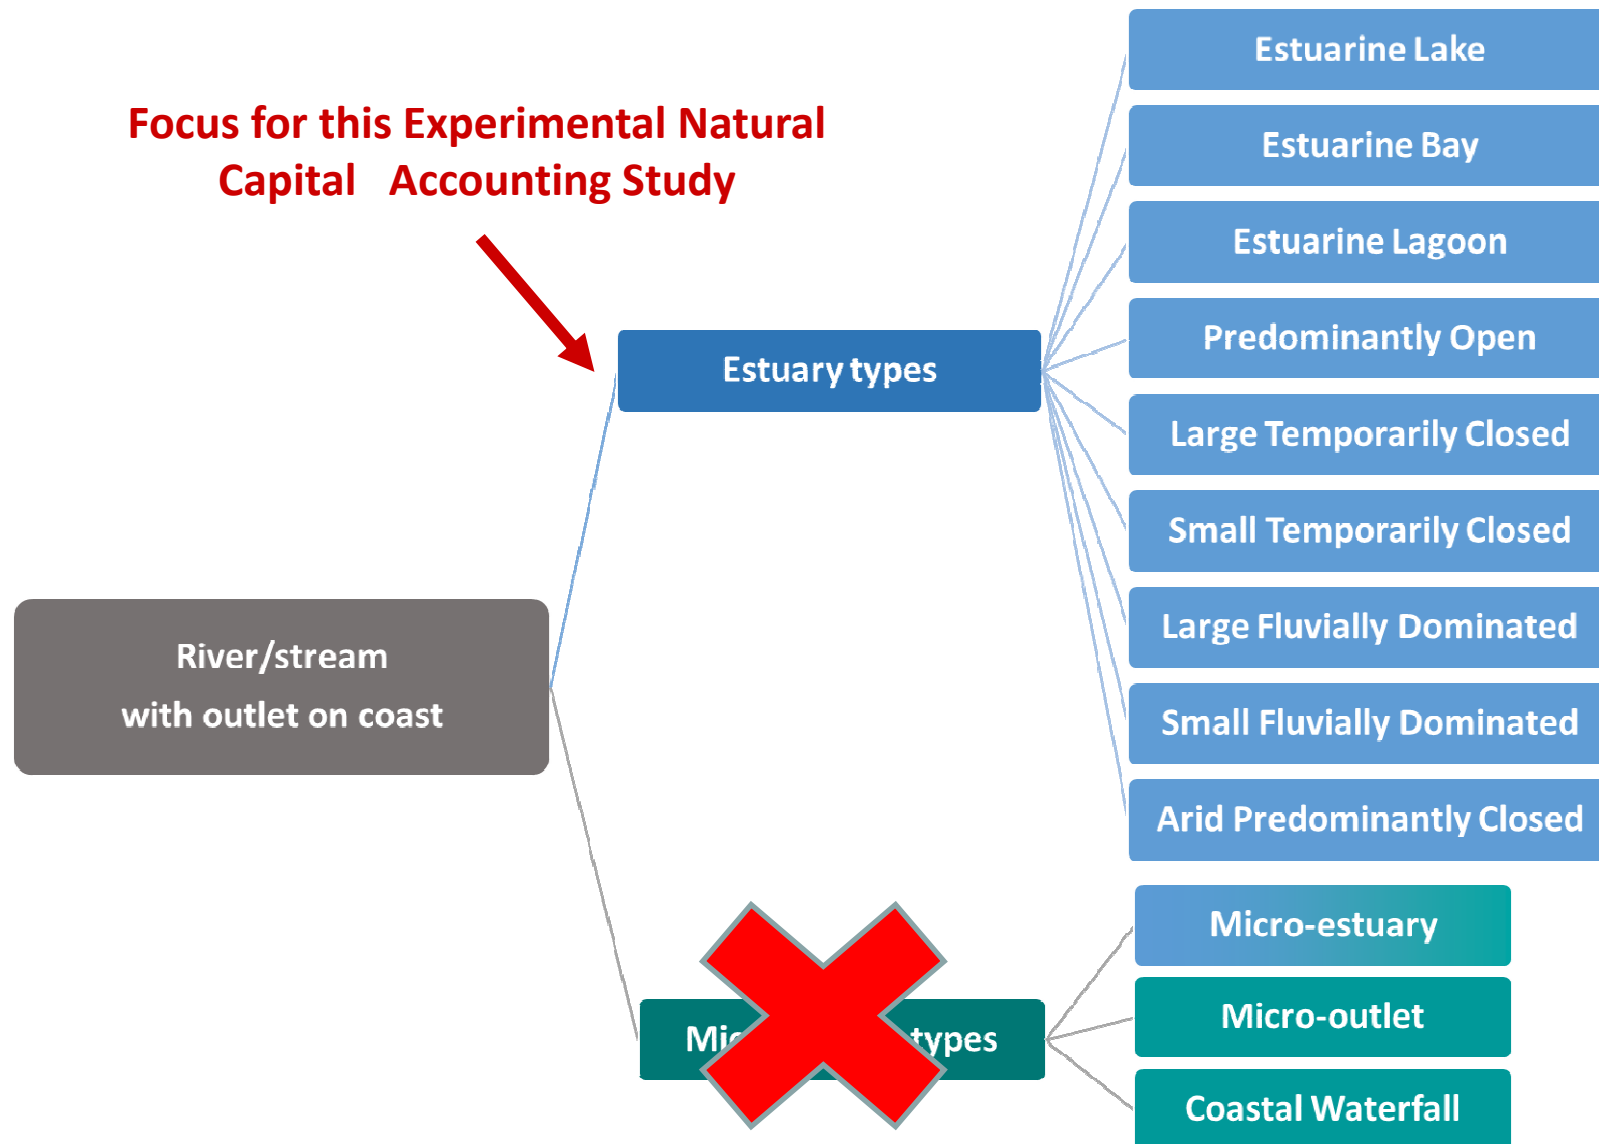 Focus for this Experimental Natural
Capital Accounting Study
Estuary types
River/stream
with outlet on coast
types
Estuarine Lake
Estuarine Bay
Estuarine Lagoon
Predominantly Open
Large Temporarily Closed
Small Temporarily Closed
Large Fluvially Dominated
Small Fluvially Dominated
Arid Predominantly Closed
Micro-estuary
Micro-outlet
Coastal Waterfall